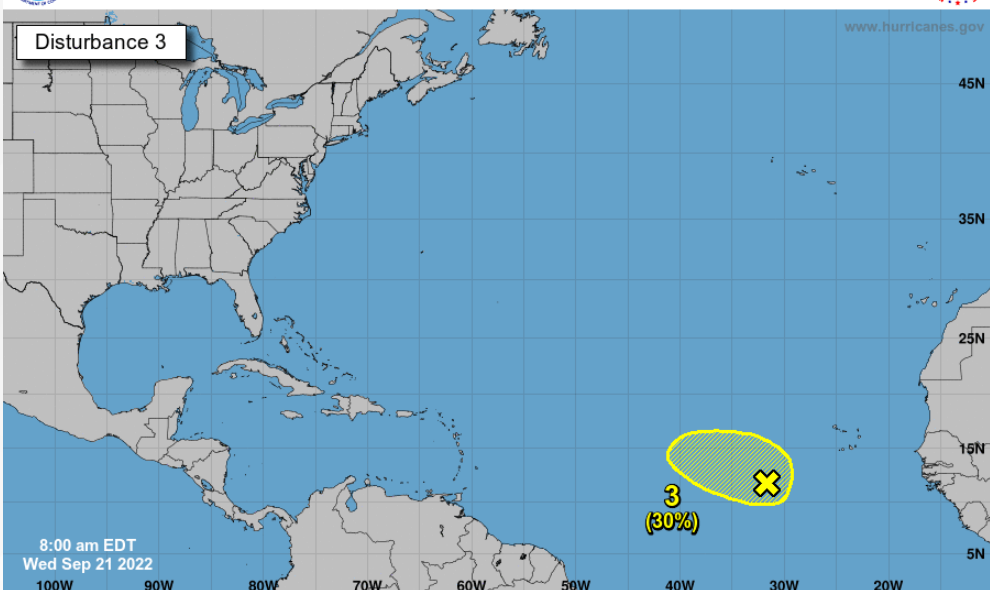 Disturbance 3
www.hurricanes.gov
45N
35N
25N
15N
3
(30%)
8:00 am EDT
Wed Sep 21 2022
5N
100W 90W 80W 70W 60W 50W 40W 30W 20W